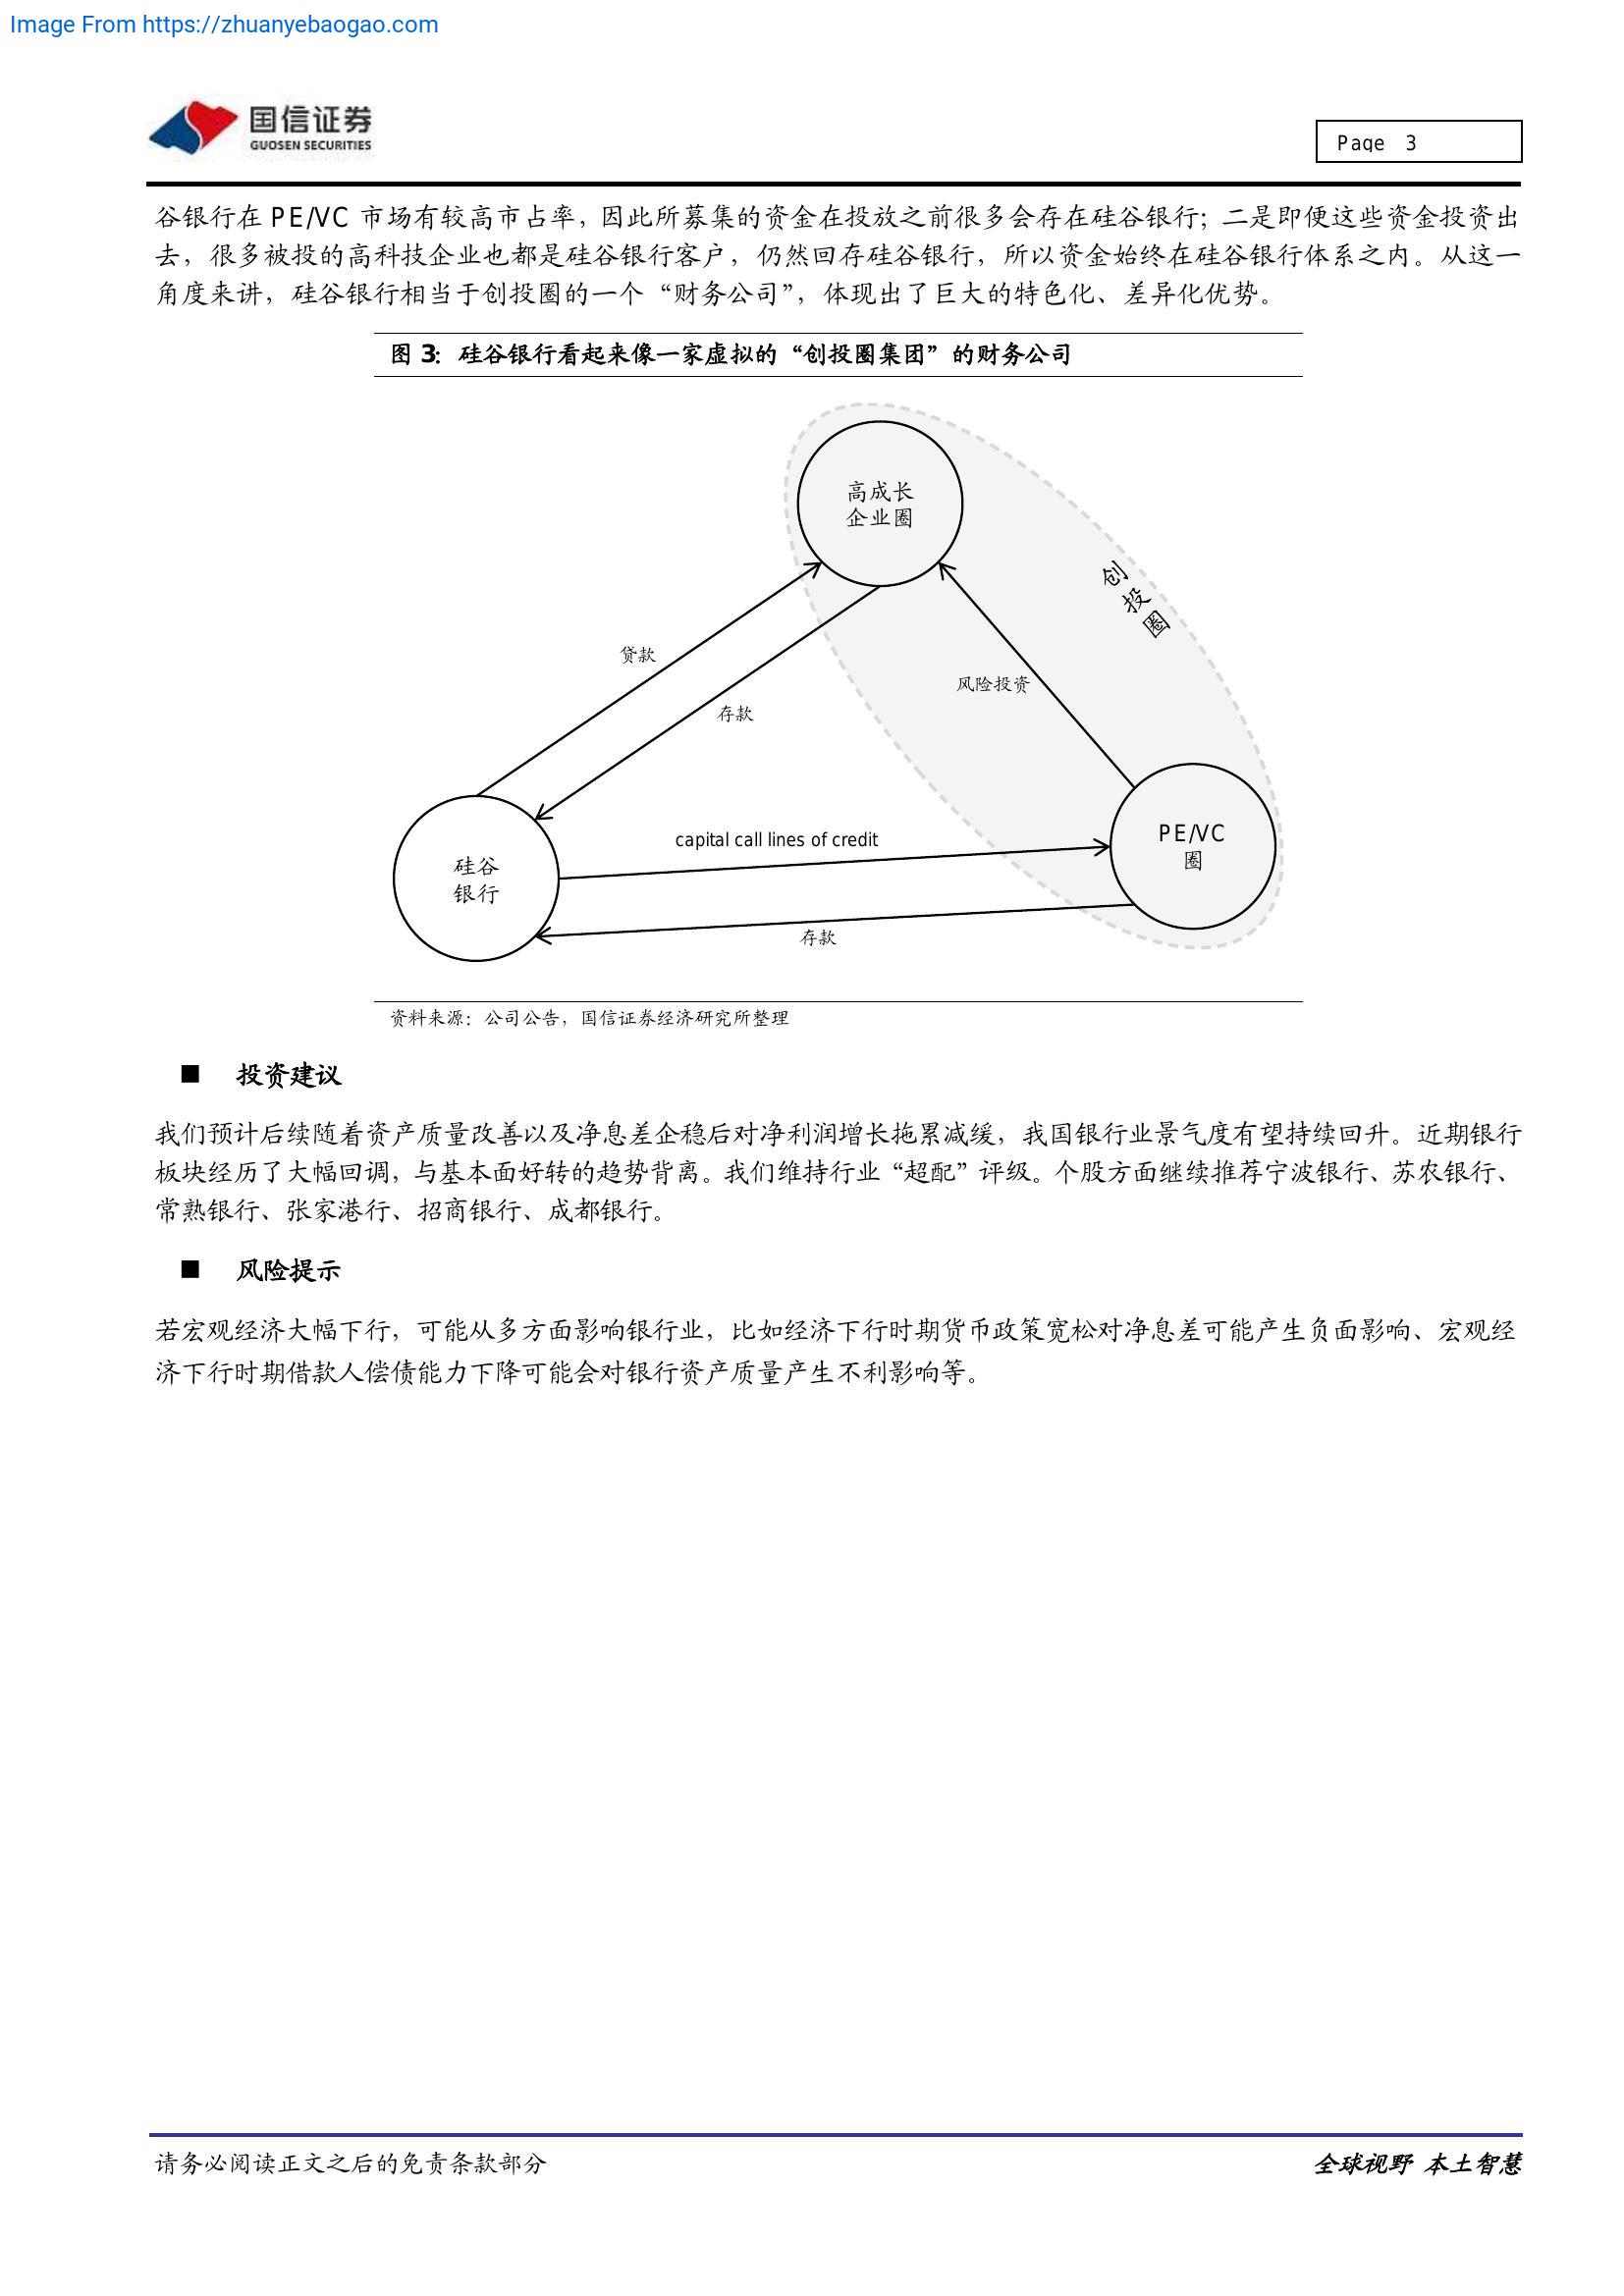 Image From https://zhuanyebaogao.com
国信证券
GUOSEN SECURITIES
Page 3
谷银行在 PE/VC 市场有较高市占率，因此所募集的资金在投放之前很多会存在硅谷银行；二是即便这些资金投资出
去，很多被投的高科技企业也都是硅谷银行客户，仍然回存硅谷银行，所以资金始终在硅谷银行体系之内。从这一
角度来讲，硅谷银行相当于创投圈的一个“财务公司”，体现出了巨大的特色化、差异化优势。
图 3：硅谷银行看起来像一家虚拟的“创投圈集团”的财务公司
高成长
企业圈
创
投
圈
贷款
风险投资
存款
capital call lines of credit
PE/VC
圈
硅谷
银行
存款
资料来源：公司公告，国信证券经济研究所整理
■ 投资建议
我们预计后续随着资产质量改善以及净息差企稳后对净利润增长拖累减缓，我国银行业景气度有望持续回升。近期银行
板块经历了大幅回调，与基本面好转的趋势背离。我们维持行业“超配”评级。个股方面继续推荐宁波银行、苏农银行、
常熟银行、张家港行、招商银行、成都银行。
■ 风险提示
若宏观经济大幅下行，可能从多方面影响银行业，比如经济下行时期货币政策宽松对净息差可能产生负面影响、宏观经
济下行时期借款人偿债能力下降可能会对银行资产质量产生不利影响等。
请务必阅读正文之后的免责条款部分
全球视野 本土智慧